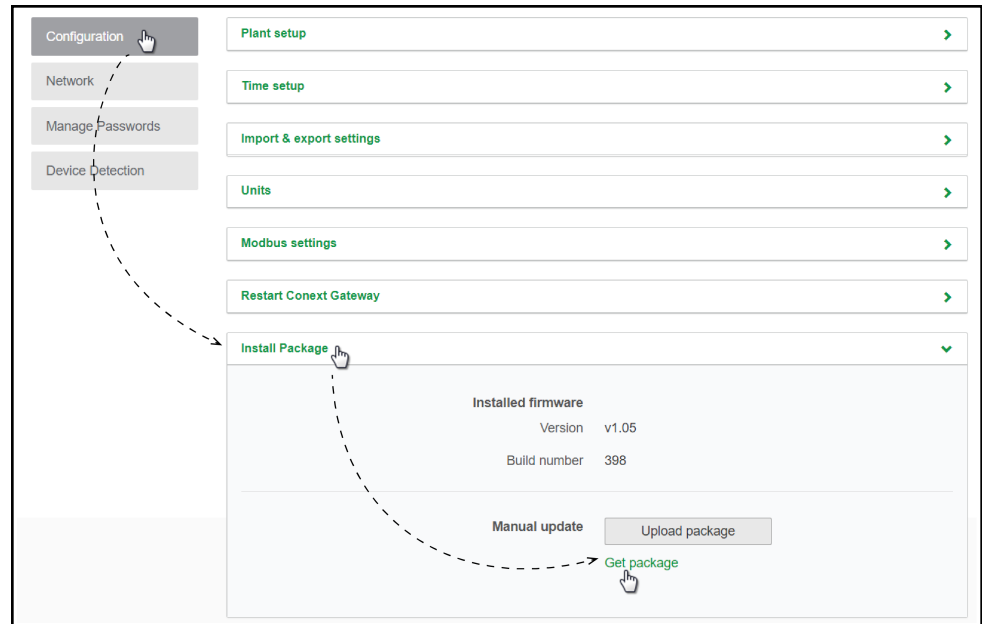 Configuration
Network
Manage Passwords
Device Detection
Plant setup
Time setup
Import & export settings
Units
Modbus settings
Restart Conext Gateway
Install Package
Installed firmware
Version v1.05
Build number 398
Manual update Upload package
Get package